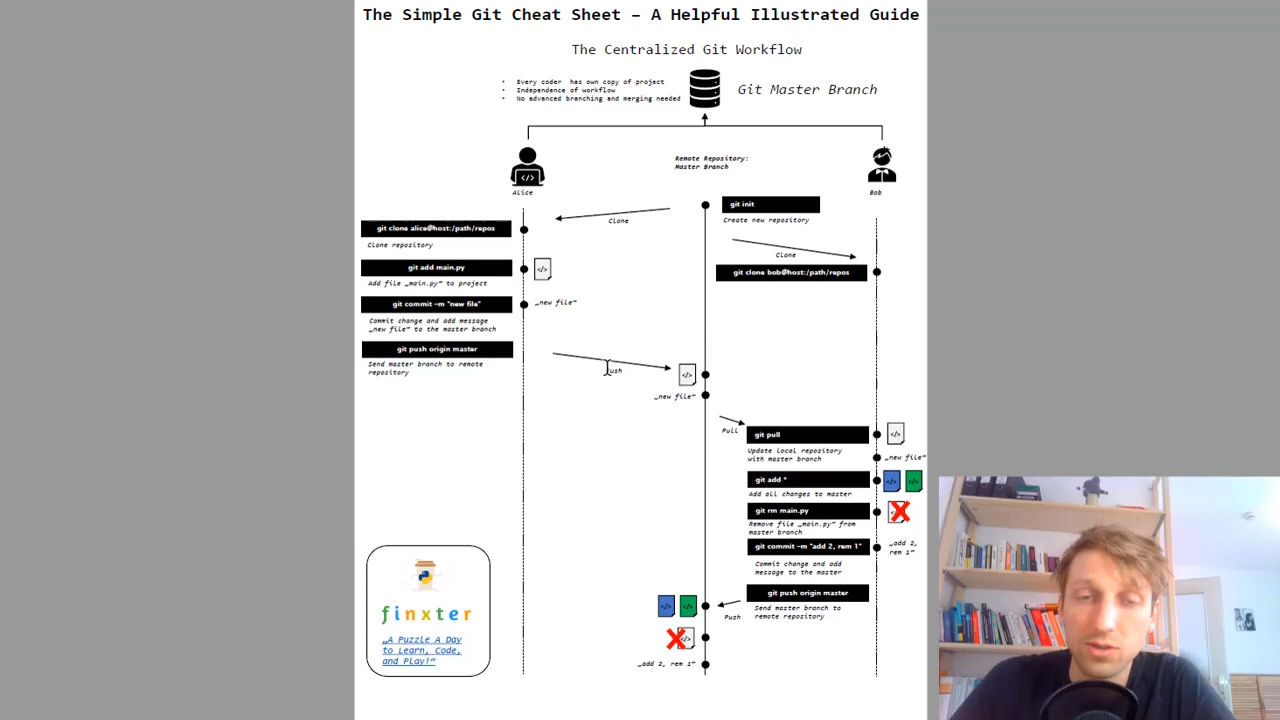 The Simple Git Cheat Sheet – A Helpful Illustrated Guide
The Centralized Git Workflow
• Every coder has own copy of project
• Independence of workflow
• No advanced branching and merging needed
Git Master Branch
Alice
Remote Repository:
Master Branch
Bob
git init
Create new repository
Clone
git clone alice@host:/path/repos
Clone repository
Clone
git clone bob@host:/path/repos
git add main.py
Add file „main.py" to project
git commit –m "new file"
„new file"
Commit change and add message
„new file" to the master branch
git push origin master
Send master branch to remote
repository
Push
„new file"
Pull
git pull
Update local repository
with master branch
„new file"
git add *
Add all changes to master
git rm main.py
Remove file „main.py" from
master branch
git commit –m "add 2, rem 1"
„add 2,
rem 1"
Commit change and add
message to the master
git push origin master
Send master branch to
remote repository
Push
„add 2, rem 1"
finxter
„A Puzzle A Day
to Learn, Code,
and Play!"